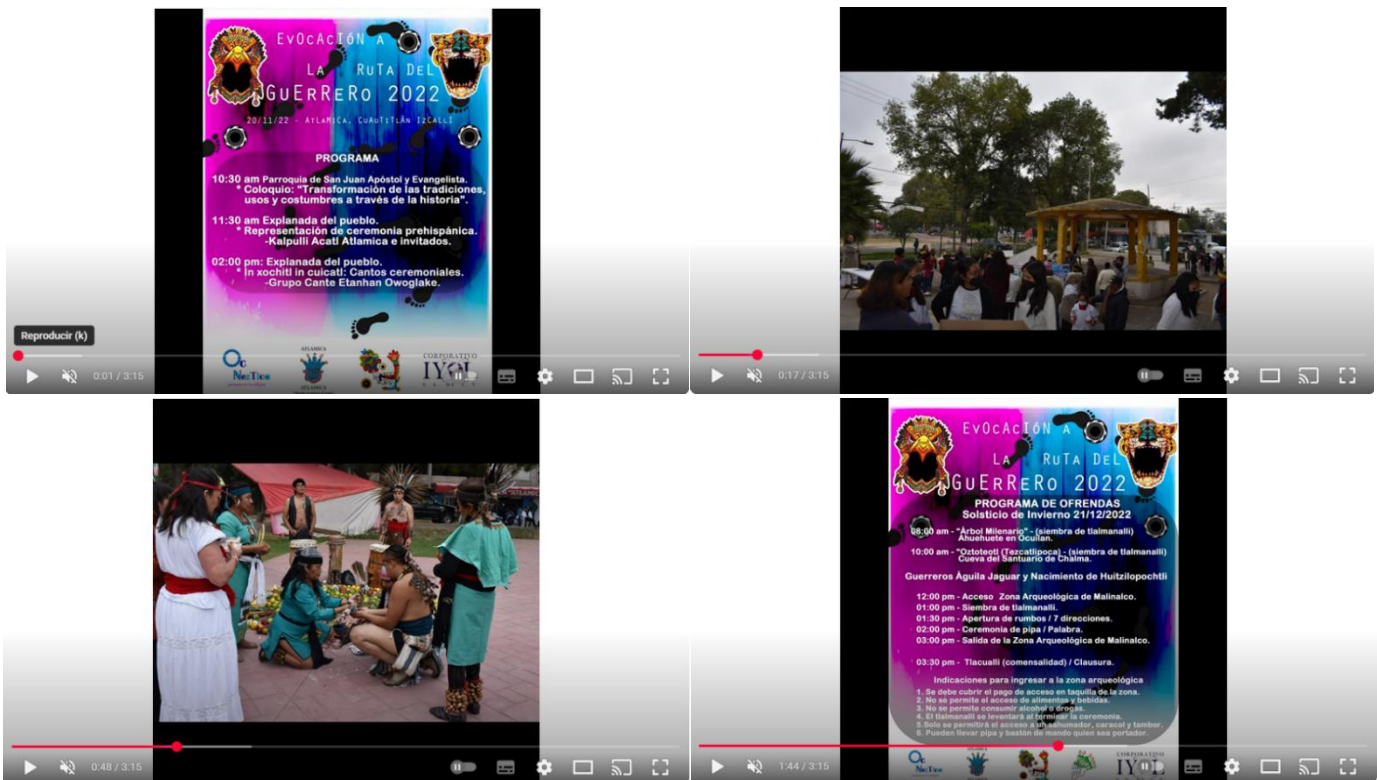 EvOcAcIóN A
LA RuTA DeL
GuErReRo 2022
20/11/22 - AtLaMiCa, CuAuTiTlÁn IzCaLlI
PROGRAMA
10:30 am Parroquia de San Juan Apóstol y Evangelista.
* Coloquio: "Transformación de las tradiciones,
usos y costumbres a través de la historia".
11:30 am Explanada del pueblo.
* Representación de ceremonia prehispánica.
-Kalpulli Acatl Atlamica e invitados.
02:00 pm: Explanada del pueblo.
* In xochitl in cuicatl: Cantos ceremoniales.
-Grupo Cante Etanhan Owoglake.
Reproducir (k)
ATLAMICA
ATLAMICA
CORPORATIVO
IYOL
0:01 / 3:15
0:17 / 3:15
0:48 / 3:15
EvOcAcIóN A
LA RuTA DeL
GuErReRo 2022
PROGRAMA DE OFRENDAS
Solsticio de Invierno 21/12/2022
08:00 am - "Árbol Milenario" - (siembra de tlalmanalli)
Ahuehuete en Ocuilan.
10:00 am - "Oztoteotl (Tezcatlipoca) - (siembra de tlalmanalli)
Cueva del Santuario de Chalma.
Guerreros Águila Jaguar y Nacimiento de Huitzilopochtli
12:00 pm - Acceso Zona Arqueológica de Malinalco.
01:00 pm - Siembra de tlalmanalli.
01:30 pm - Apertura de rumbos / 7 direcciones.
02:00 pm - Ceremonia de pipa / Palabra.
03:00 pm - Salida de la Zona Arqueológica de Malinalco.
03:30 pm - Tlacualli (comensalidad) / Clausura.
Indicaciones para ingresar a la zona arqueológica
1. Se debe cubrir el pago de acceso en taquilla de la zona.
2. No se permite el acceso de alimentos y bebidas.
3. No se permite consumir alcohol o drogas.
4. El tlalmanalli se levantará al terminar la ceremonia.
5. Solo se permitirá el acceso a un sahumador, caracol y tambor.
6. Pueden llevar pipa y bastón de mando quien sea portador.
CORPORATIVO
1:44 / 3:15